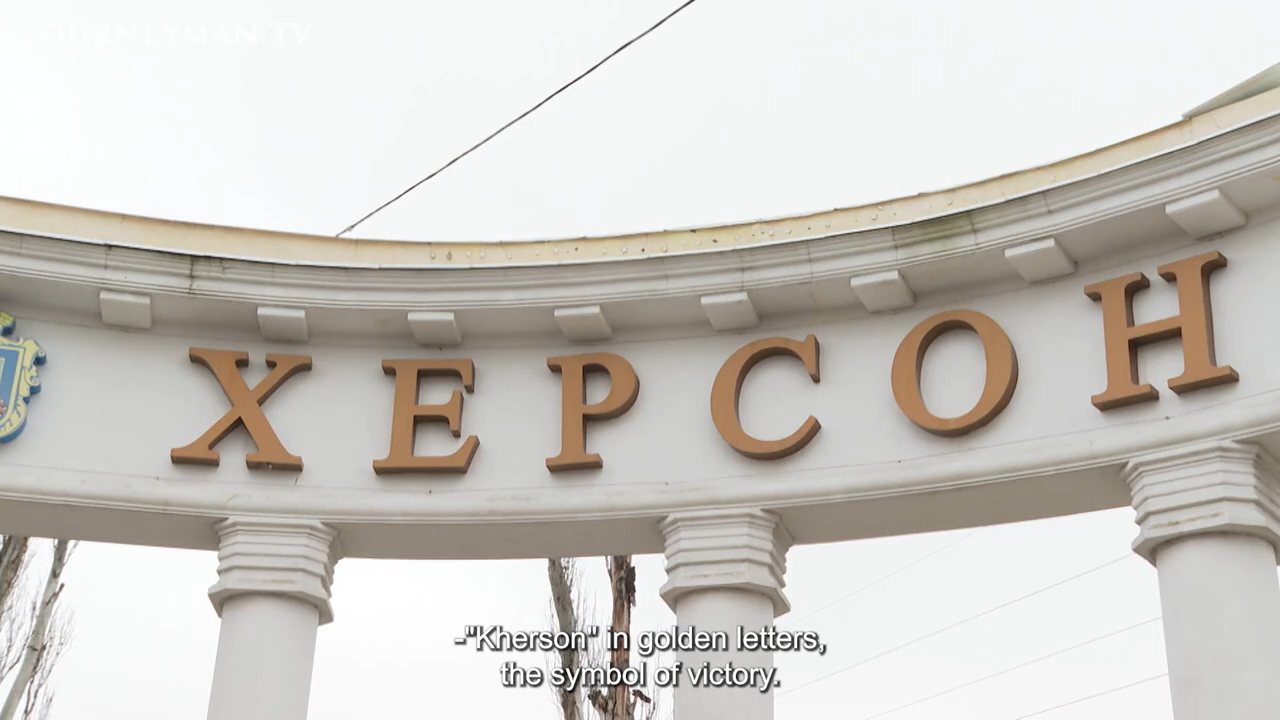 JOURNEYMAN.TV
ХЕРСОН
-"Kherson" in golden letters,
the symbol of victory.